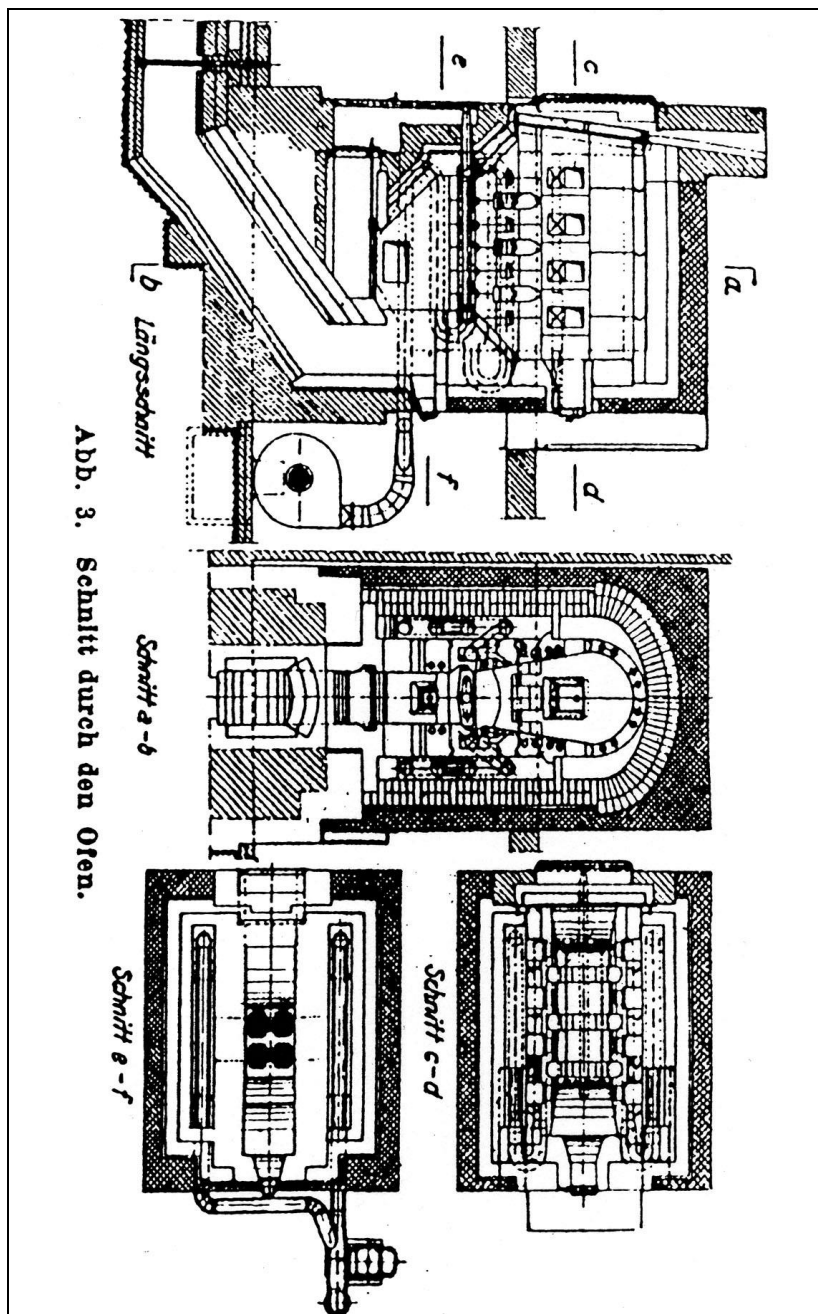 c
e
a
b Längsschnitt
f
d
Schnitt a-b
Schnitt e-f
Schnitt c-d
Abb. 3. Schnitt durch den Ofen.